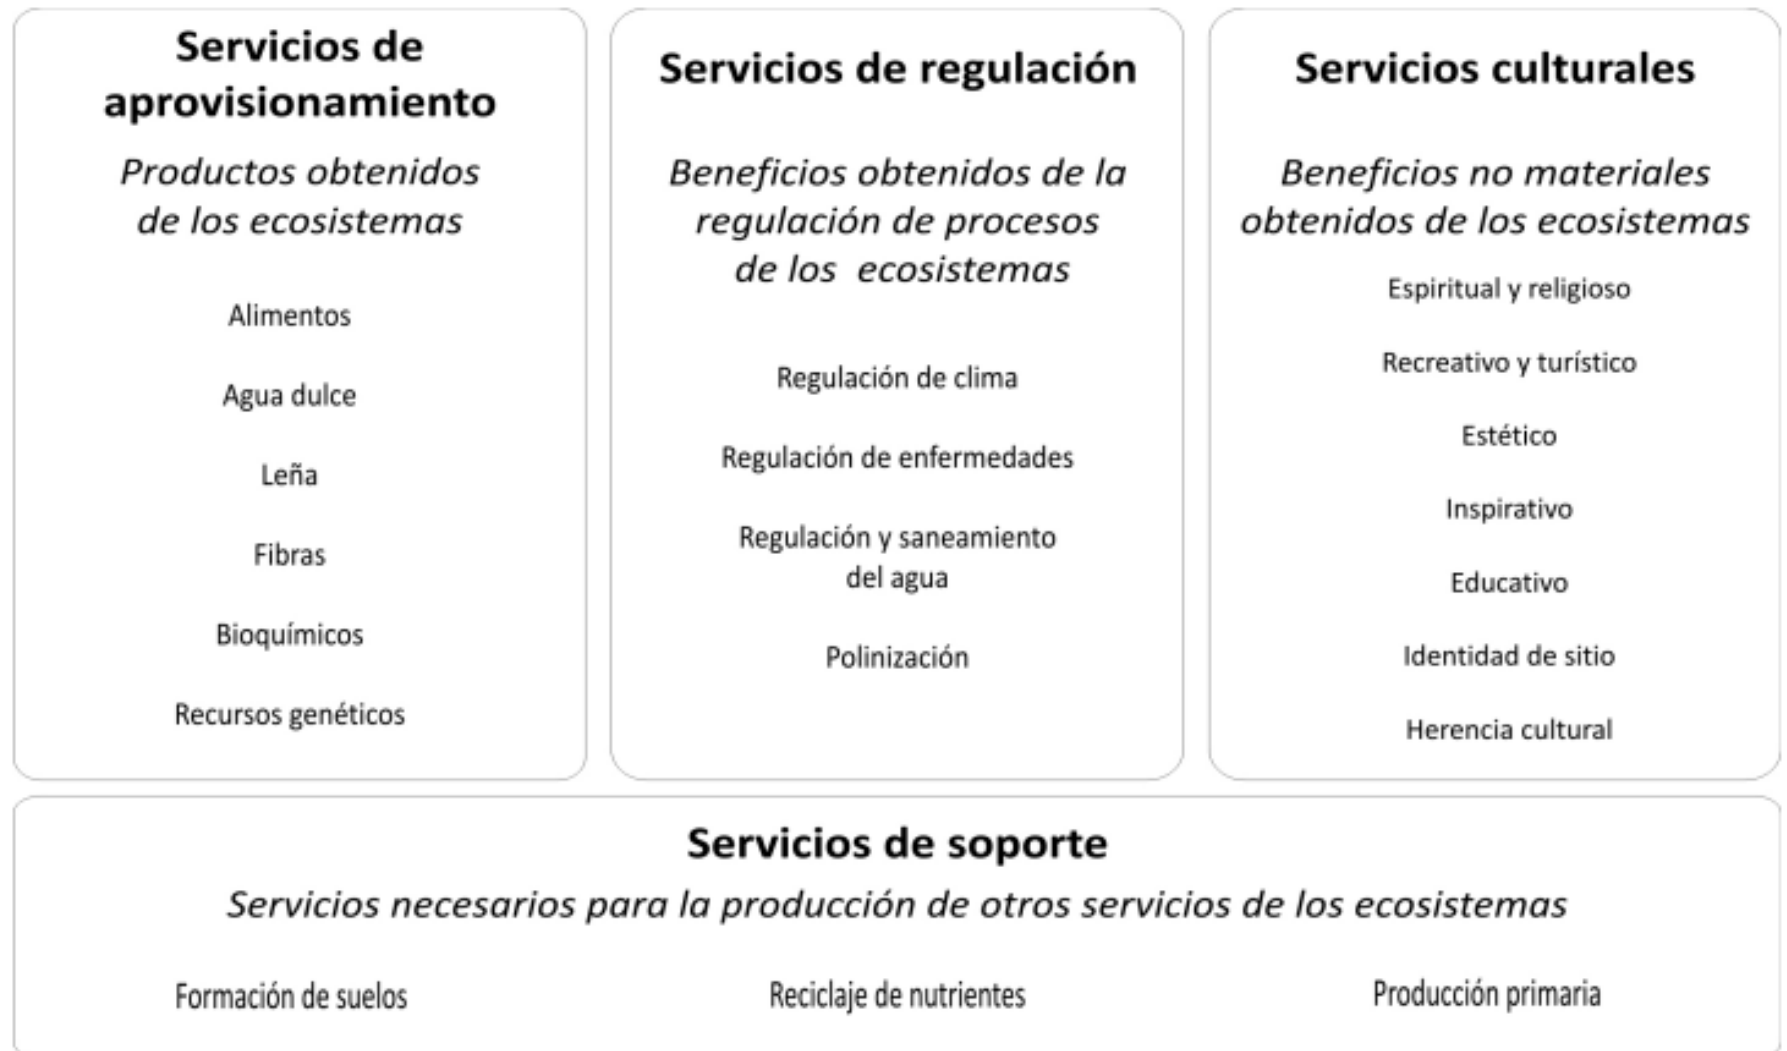 Servicios de
aprovisionamiento
Productos obtenidos
de los ecosistemas
Alimentos
Agua dulce
Leña
Fibras
Bioquímicos
Recursos genéticos
Servicios de regulación
Beneficios obtenidos de la
regulación de procesos
de los ecosistemas
Regulación de clima
Regulación de enfermedades
Regulación y saneamiento
del agua
Polinización
Servicios culturales
Beneficios no materiales
obtenidos de los ecosistemas
Espiritual y religioso
Recreativo y turístico
Estético
Inspirativo
Educativo
Identidad de sitio
Herencia cultural
Servicios de soporte
Servicios necesarios para la producción de otros servicios de los ecosistemas
Formación de suelos
Reciclaje de nutrientes
Producción primaria